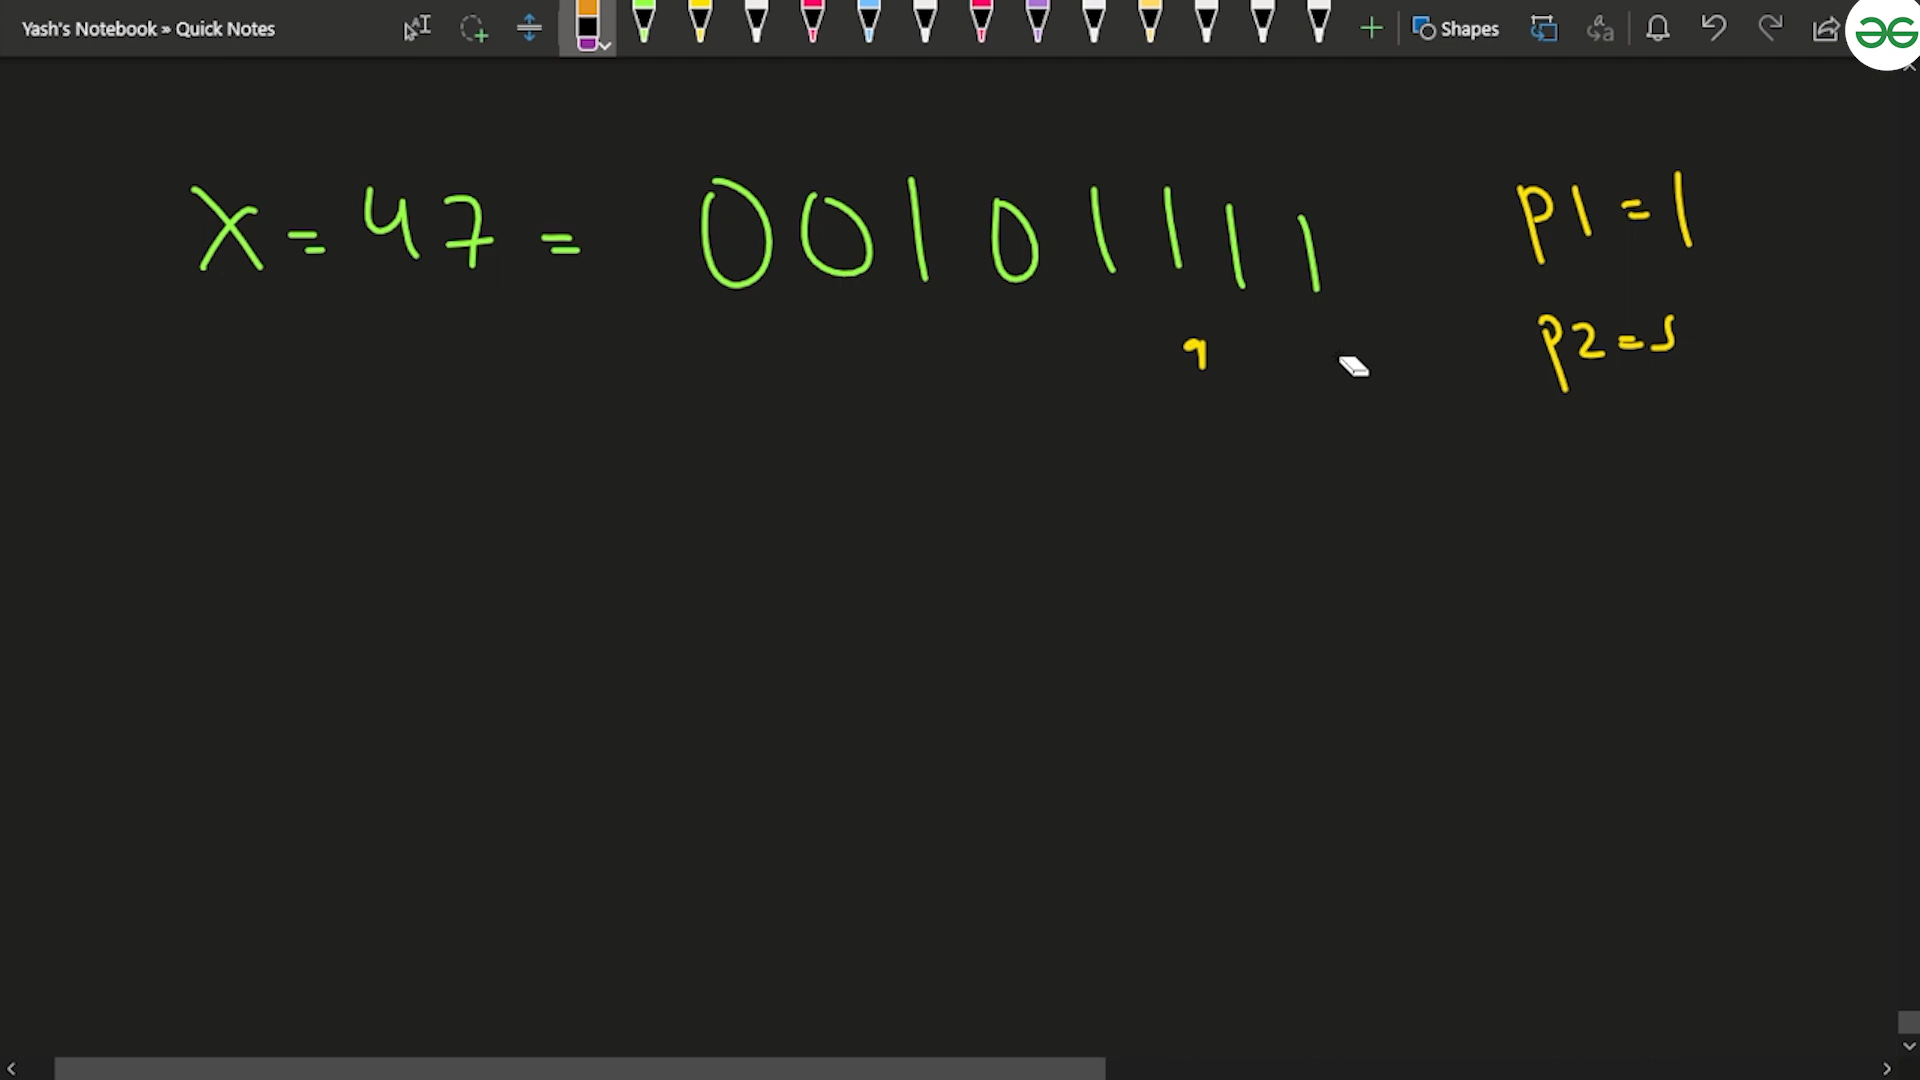 Yash's Notebook » Quick Notes
Shapes
X = 47 = 00101111
P1 = 1
P2 = 5